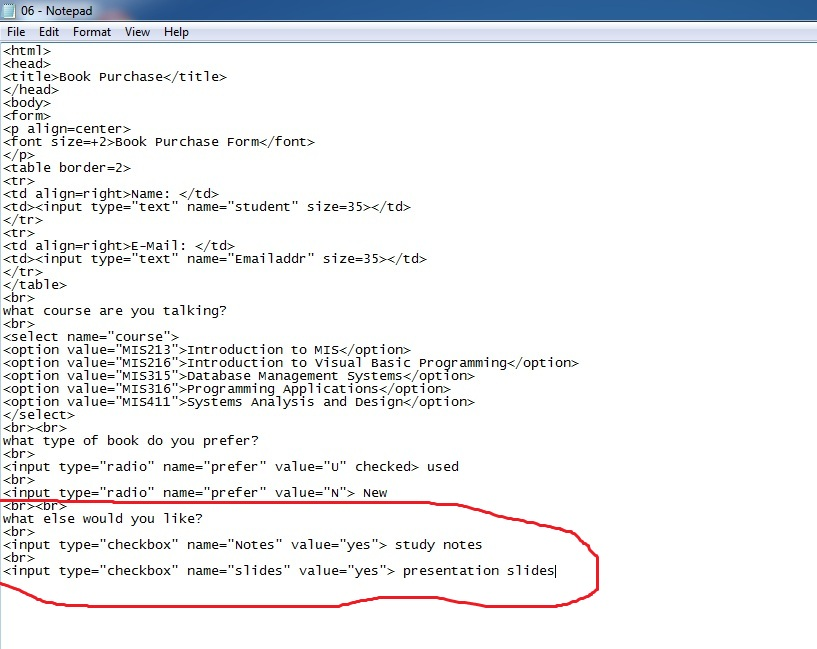 06 - Notepad
File Edit Format View Help
<html>
<head>
<title>Book Purchase</title>
</head>
<body>
<form>
<p align=center>
<font size=+2>Book Purchase Form</font>
</p>
<table border=2>
<tr>
<td align=right>Name: </td>
<td><input type="text" name="student" size=35></td>
</tr>
<tr>
<td align=right>E-Mail: </td>
<td><input type="text" name="Emailaddr" size=35></td>
</tr>
</table>
<br>
what course are you talking?
<br>
<select name="course">
<option value="MIS213">Introduction to MIS</option>
<option value="MIS216">Introduction to Visual Basic Programming</option>
<option value="MIS315">Database Management Systems</option>
<option value="MIS316">Programming Applications</option>
<option value="MIS411">Systems Analysis and Design</option>
</select>
<br><br>
what type of book do you prefer?
<br>
<input type="radio" name="prefer" value="U" checked> used
<br>
<input type="radio" name="prefer" value="N"> New
<br><br>
what else would you like?
<br>
<input type="checkbox" name="Notes" value="yes"> study notes
<br>
<input type="checkbox" name="slides" value="yes"> presentation slides